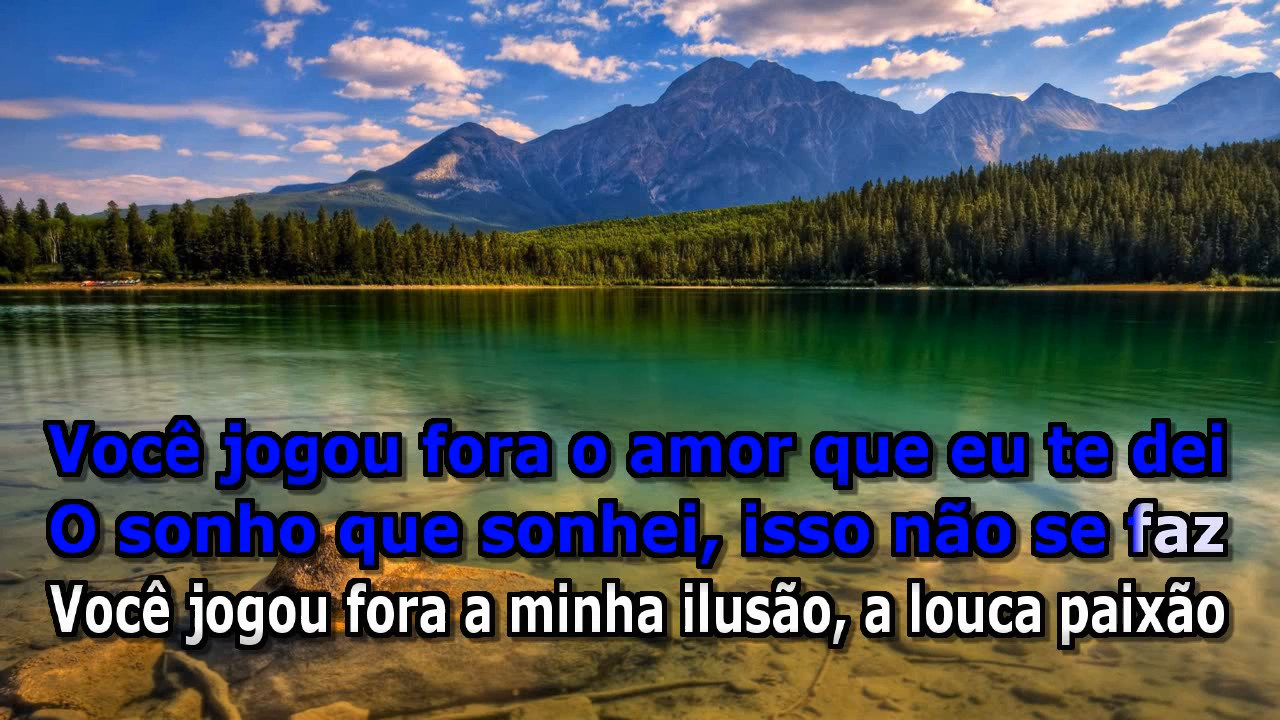 Você jogou fora o amor que eu te dei
O sonho que sonhei, isso não se faz
Você jogou fora a minha ilusão, a louca paixão